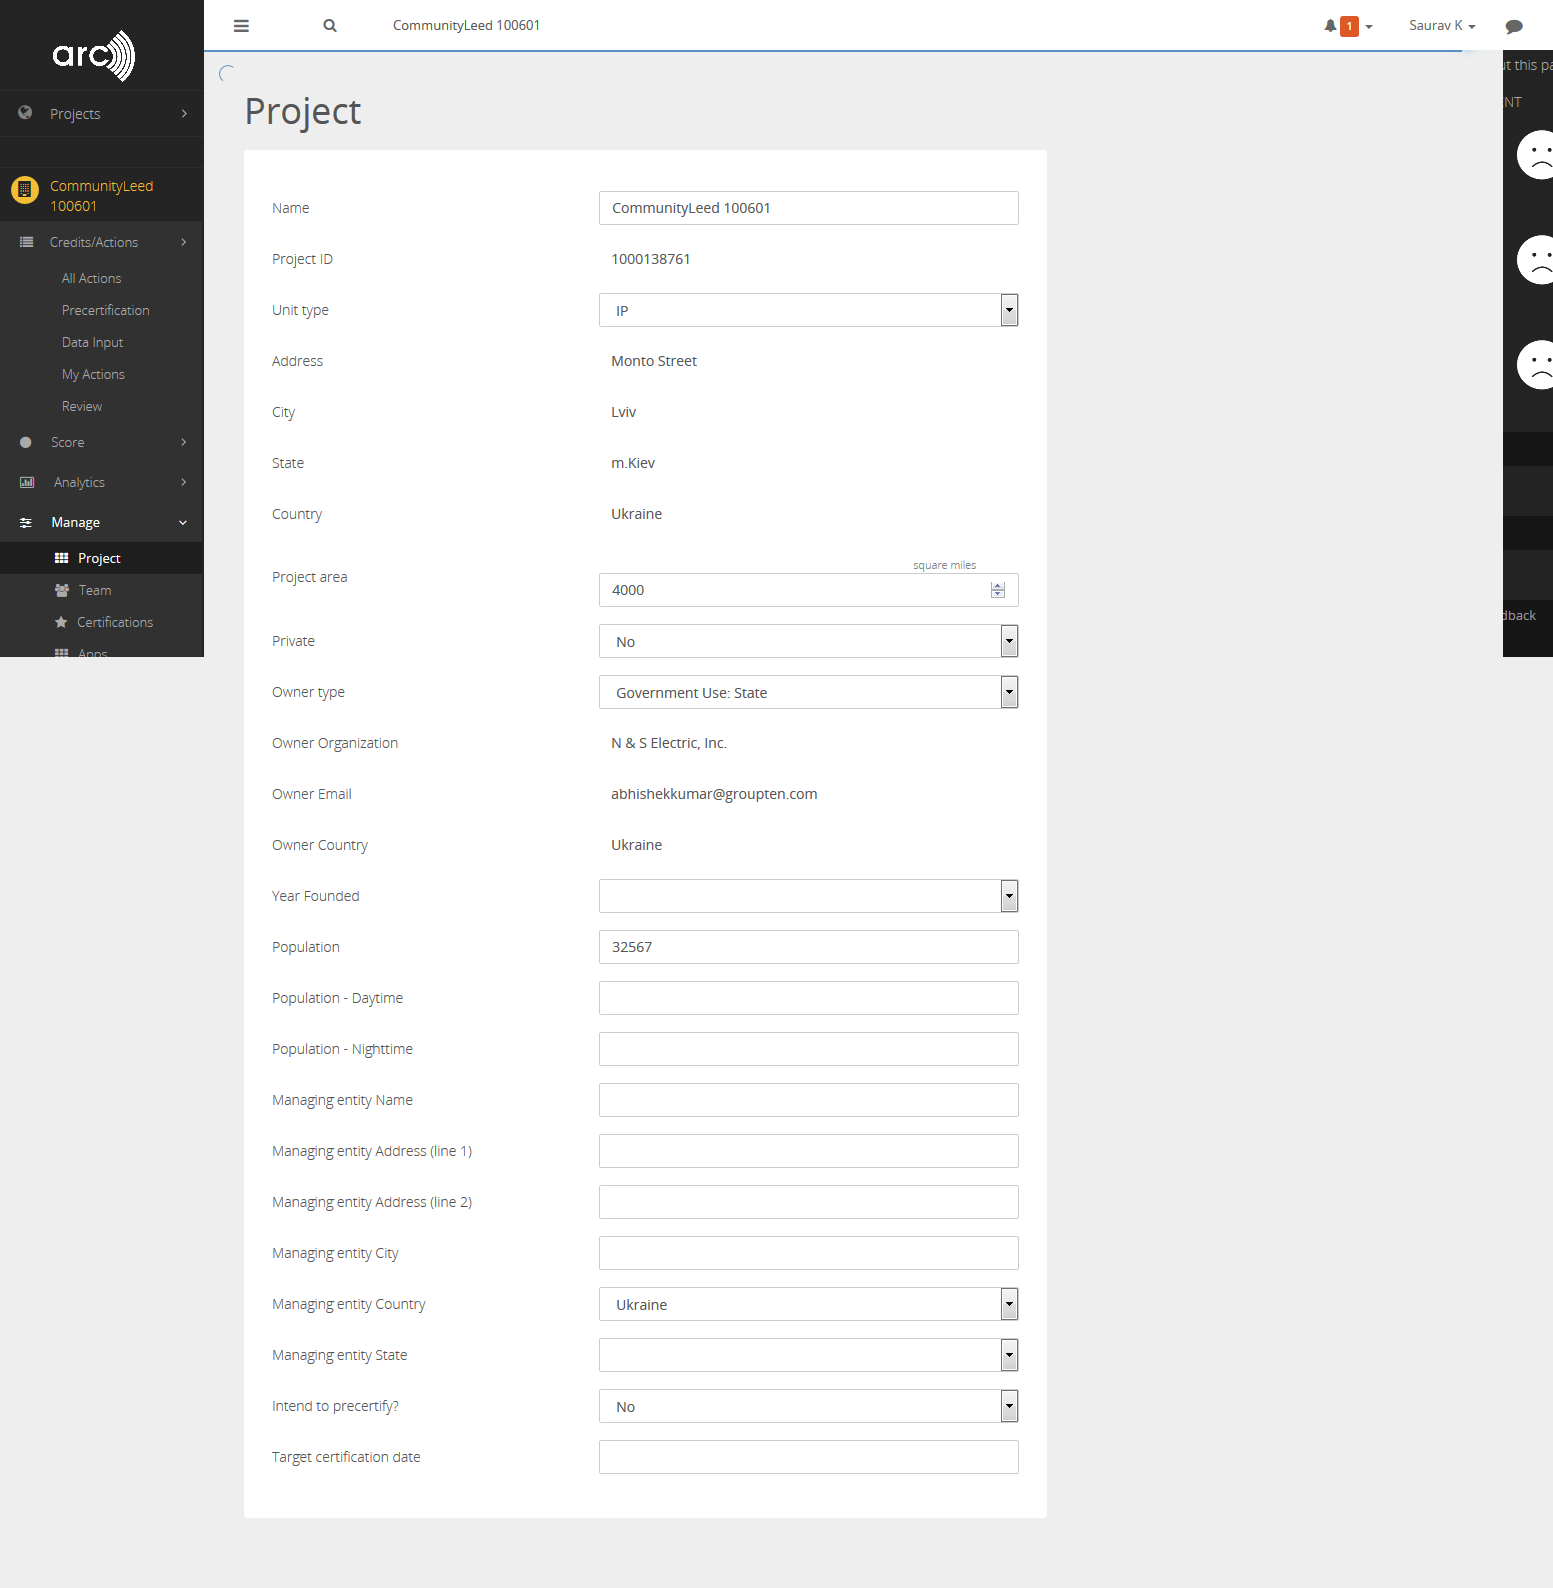 arc
CommunityLeed 100601
1
Saurav K
Projects
CommunityLeed
100601
Credits/Actions
All Actions
Precertification
Data Input
My Actions
Review
Score
Analytics
Manage
Project
Team
Certifications
Apps
Project
Name
CommunityLeed 100601
Project ID
1000138761
Unit type
IP
Address
Monto Street
City
Lviv
State
m.Kiev
Country
Ukraine
Project area
square miles
4000
Private
No
Owner type
Government Use: State
Owner Organization
N & S Electric, Inc.
Owner Email
abhishekkumar@groupten.com
Owner Country
Ukraine
Year Founded
Population
32567
Population - Daytime
Population - Nighttime
Managing entity Name
Managing entity Address (line 1)
Managing entity Address (line 2)
Managing entity City
Managing entity Country
Ukraine
Managing entity State
Intend to precertify?
No
Target certification date
this